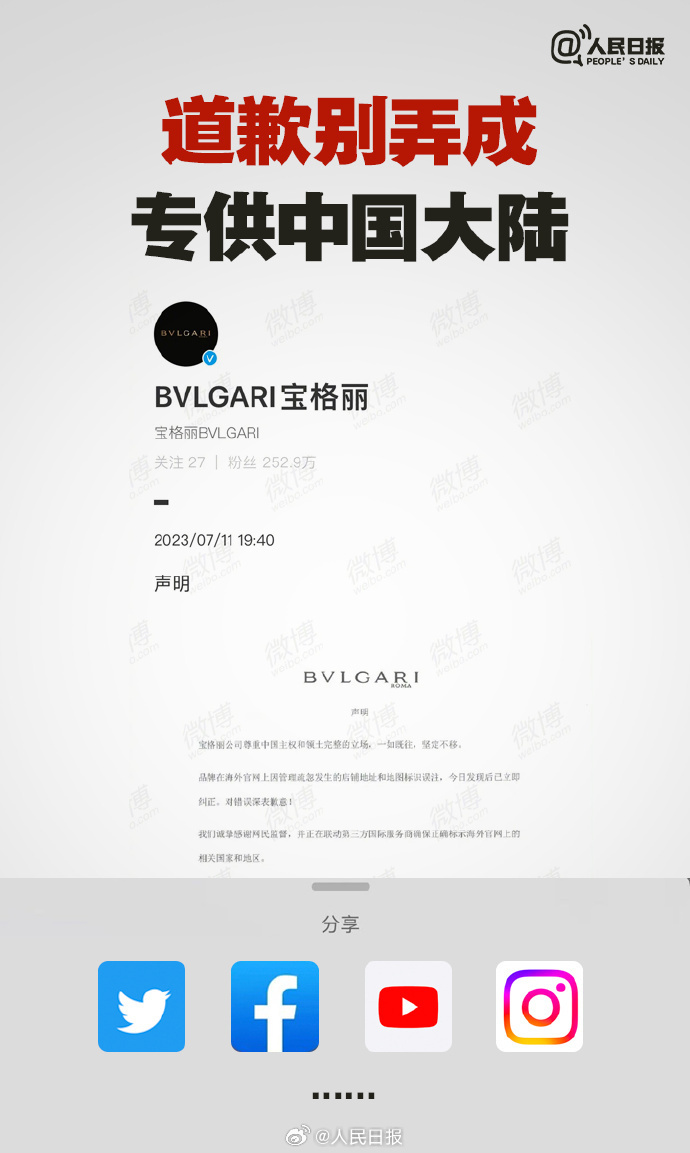 @人民日报
PEOPLE'S DAILY
道歉别弄成
专供中国大陆
BVLGARI
BVLGARI宝格丽
宝格丽BVLGARI
关注 27 | 粉丝 252.9万
2023/07/11 19:40
声明
BVLGARI
ROMA
声明
宝格丽公司尊重中国主权和领土完整的立场，一如既往，坚定不移。
品牌在海外官网上因管理疏忽发生的店铺地址和地图标识误注，今日发现后已立即
纠正。对错误深表歉意！
我们诚挚感谢网民监督，并正在联动第三方国际服务商确保正确标示海外官网上的
相关国家和地区。
分享
......
@人民日报
微博
weibo.com